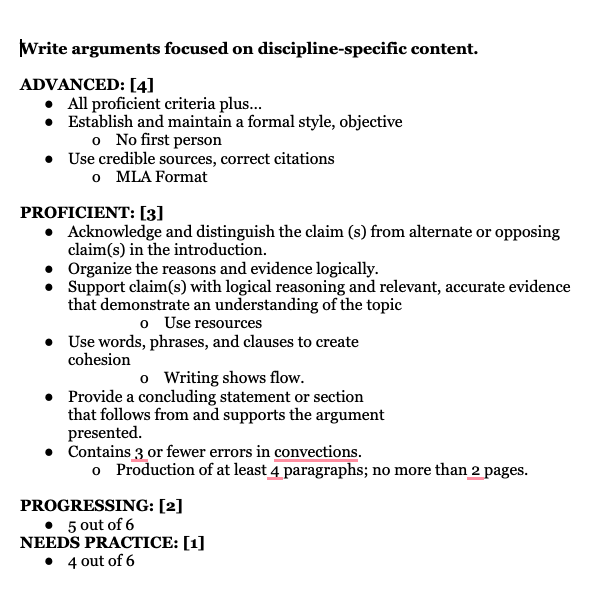 Write arguments focused on discipline-specific content.
ADVANCED: [4]
● All proficient criteria plus...
● Establish and maintain a formal style, objective
o No first person
● Use credible sources, correct citations
o MLA Format
PROFICIENT: [3]
● Acknowledge and distinguish the claim (s) from alternate or opposing
claim(s) in the introduction.
● Organize the reasons and evidence logically.
● Support claim(s) with logical reasoning and relevant, accurate evidence
that demonstrate an understanding of the topic
o Use resources
● Use words, phrases, and clauses to create
cohesion
o Writing shows flow.
● Provide a concluding statement or section
that follows from and supports the argument
presented.
● Contains 3 or fewer errors in convections.
o Production of at least 4 paragraphs; no more than 2 pages.
PROGRESSING: [2]
● 5 out of 6
NEEDS PRACTICE: [1]
● 4 out of 6